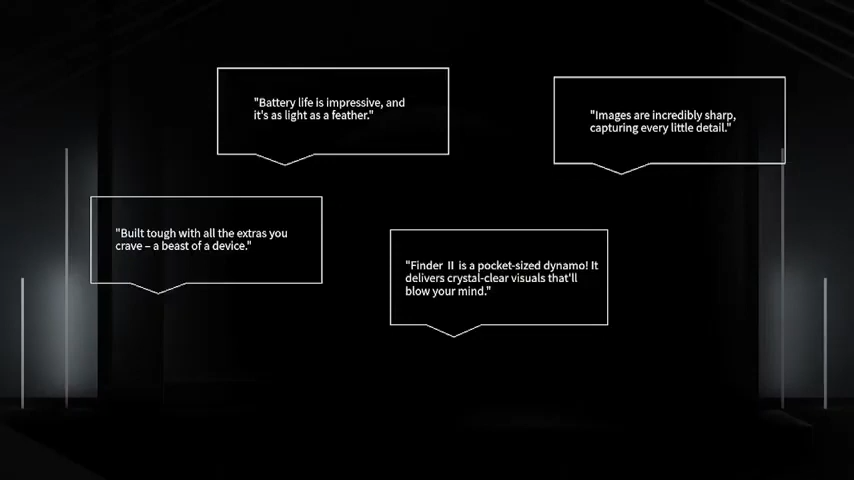 "Battery life is impressive, and
it's as light as a feather."
"Images are incredibly sharp,
capturing every little detail."
"Built tough with all the extras you
crave – a beast of a device."
"Finder II is a pocket-sized dynamo! It
delivers crystal-clear visuals that'll
blow your mind."